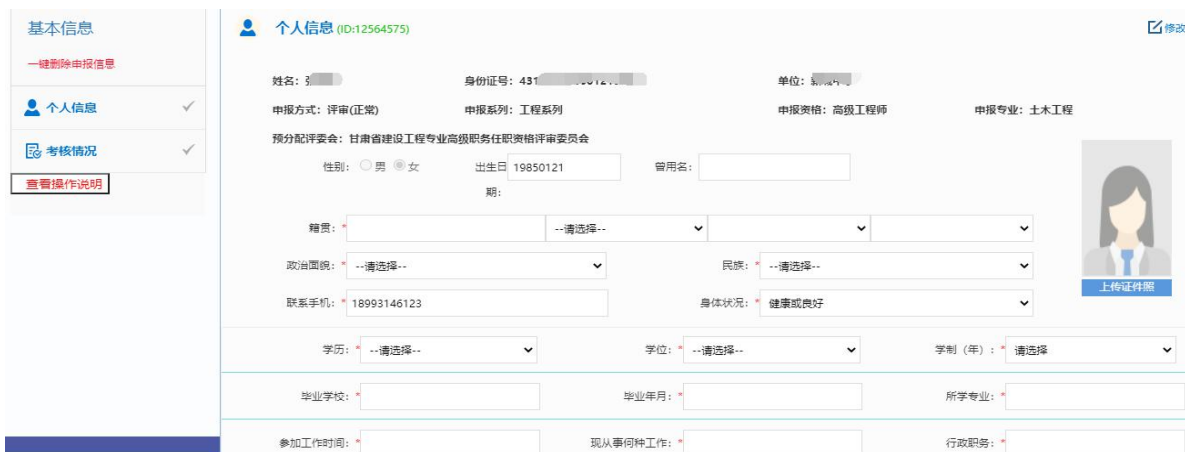 基本信息
一键删除申报信息
个人信息
考核情况
查看操作说明
个人信息 (ID:12564575)
修改
姓名： 身份证号：431 单位：
申报方式：评审(正常) 申报系列：工程系列 申报资格：高级工程师 申报专业：土木工程
预分配评委会：甘肃省建设工程专业高级职务任职资格评审委员会
性别： 男 女 出生日期： 19850121 曾用名：
籍贯：* --请选择--
政治面貌：* --请选择-- 民族：* --请选择--
上传证件照
联系手机：* 18993146123 身体状况：* 健康或良好
学历：* --请选择-- 学位：* --请选择-- 学制（年）：* 请选择
毕业学校：* 毕业年月：* 所学专业：*
参加工作时间：* 现从事何种工作：* 行政职务：*